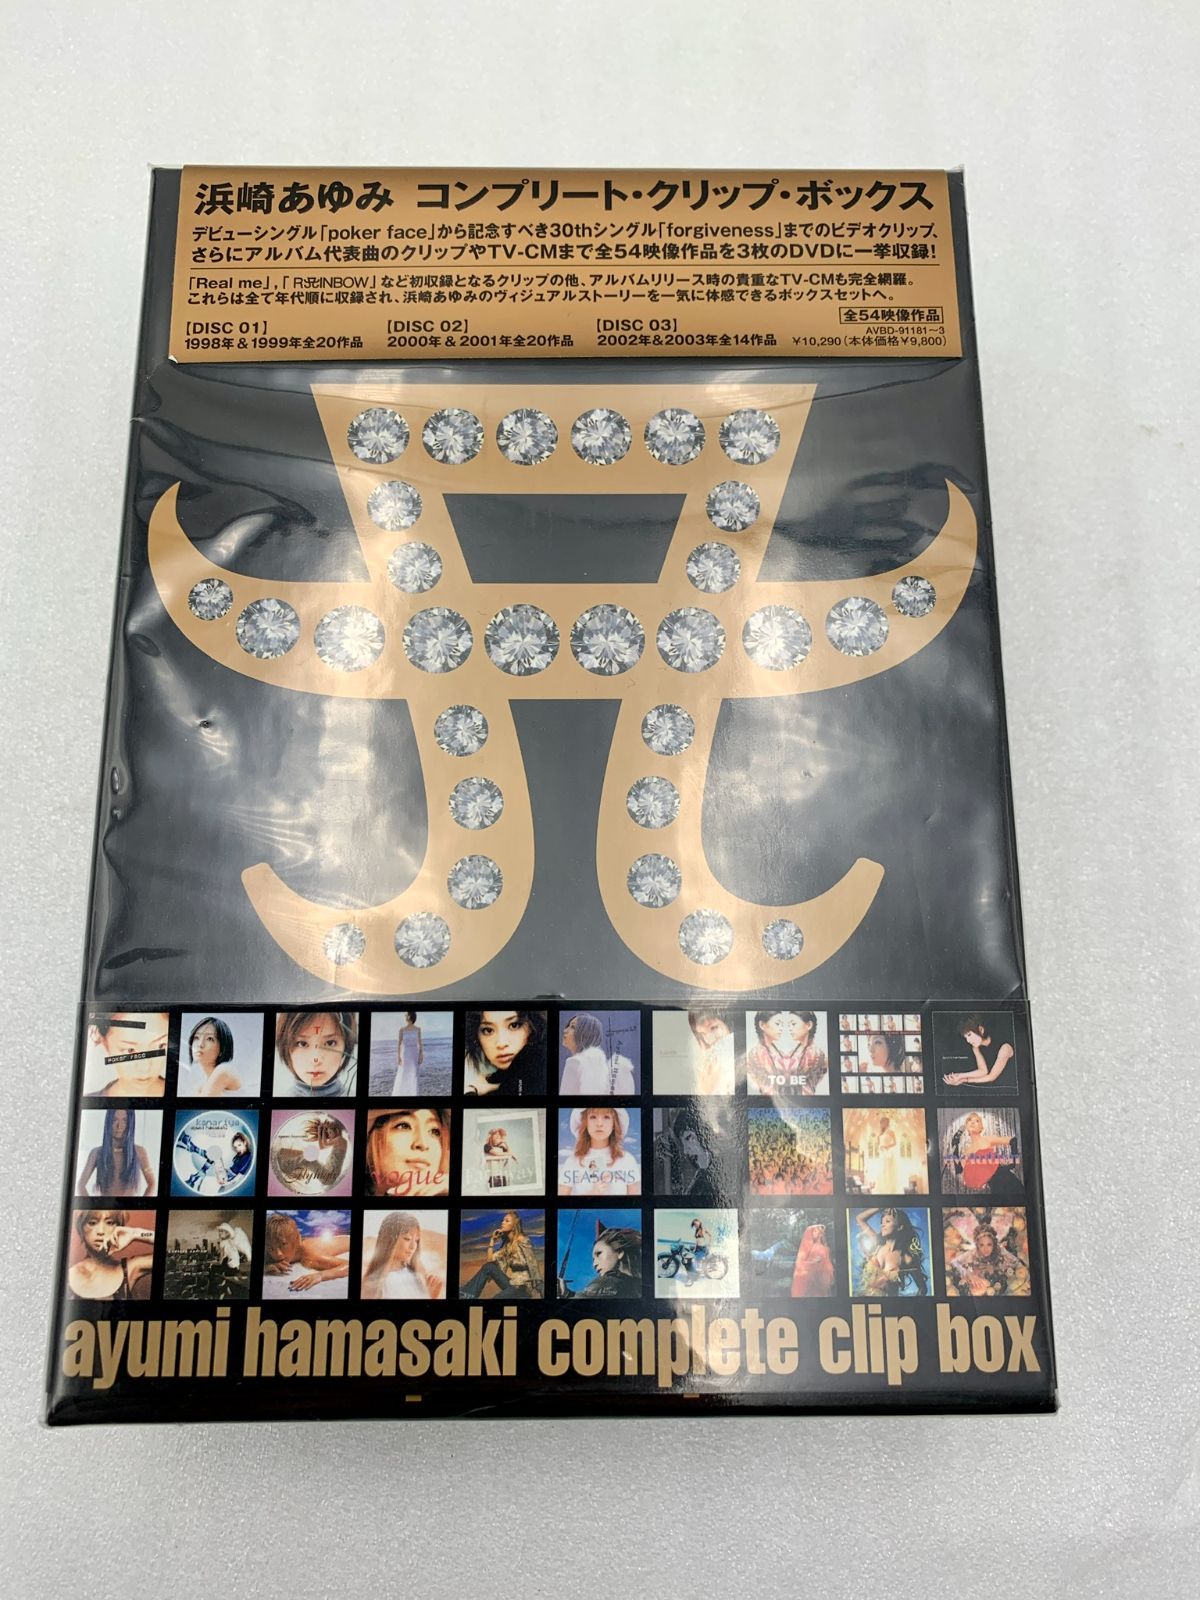 浜崎あゆみ コンプリート・クリップ・ボックス
デビューシングル「poker face」から記念すべき30thシングル「forgiveness」までのビデオクリップ、
さらにアルバム代表曲のクリップやTV-CMまで全54映像作品を3枚のDVDに一挙収録!
「Real me」,「RAINBOW」など初収録となるクリップの他、アルバムリリース時の貴重なTV-CMも完全網羅。
これらは全て年代順に収録され、浜崎あゆみのヴィジュアルストーリーを一気に体感できるボックスセットへ。
全54映像作品
【DISC 01】 【DISC 02】 【DISC 03】 AVBD-91181〜3
1998年&1999年全20作品 2000年&2001年全20作品 2002年&2003年全14作品 ¥10,290(本体価格¥9,800)
poker face
TO BE
kanariya
ayumi hamasaki
Fly high
vogue
SEASONS
&
ayumi hamasaki complete clip box